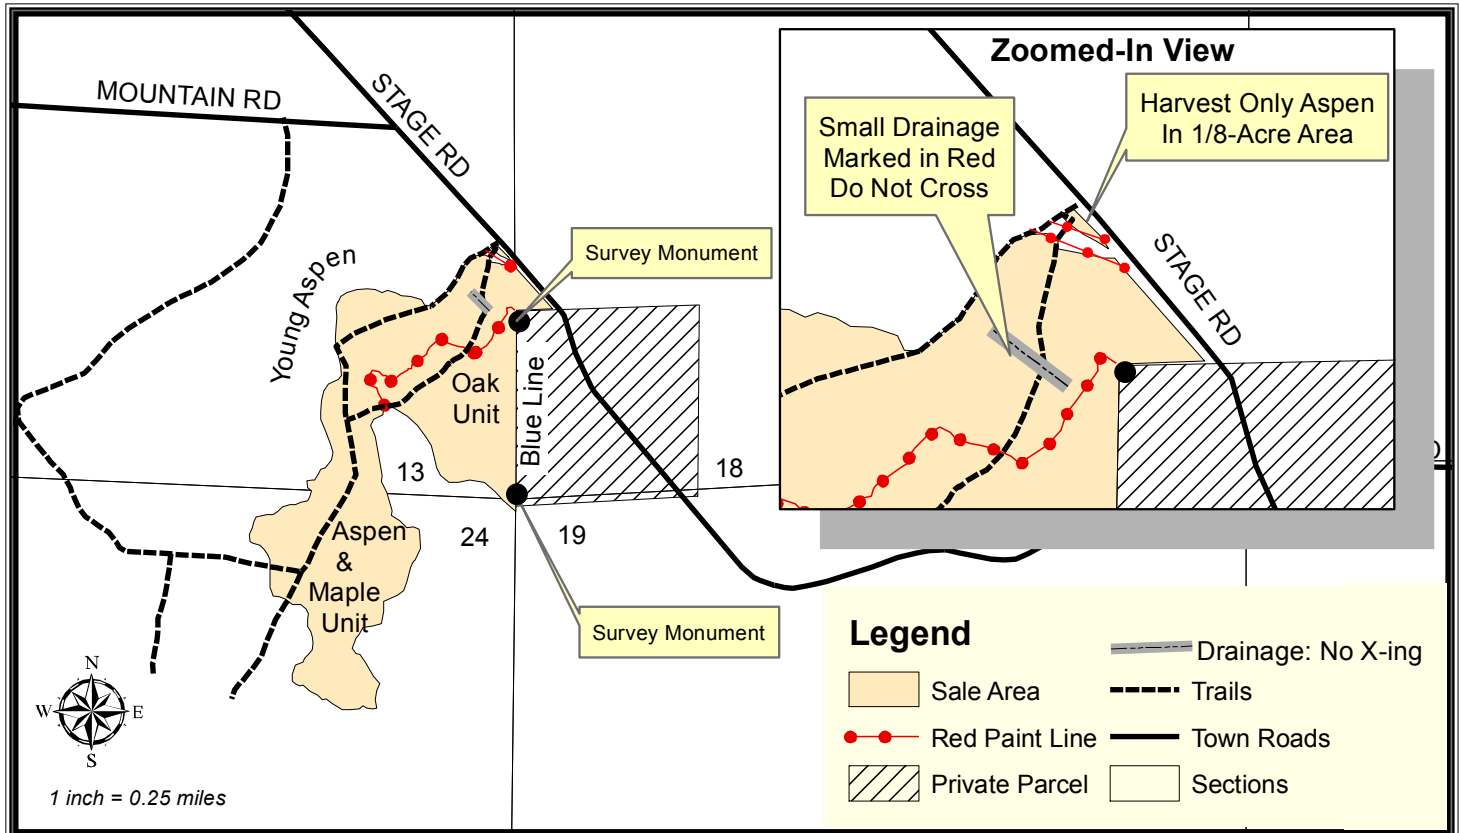 MOUNTAIN RD
STAGE RD
Zoomed-In View
Small Drainage
Marked in Red
Do Not Cross
Harvest Only Aspen
In 1/8-Acre Area
STAGE RD
Survey Monument
Young Aspen
Oak
Unit
Blue Line
13
18
24
19
Aspen
&
Maple
Unit
Survey Monument
N
W
E
S
1 inch = 0.25 miles
Legend
Sale Area
Red Paint Line
Private Parcel
Drainage: No X-ing
Trails
Town Roads
Sections